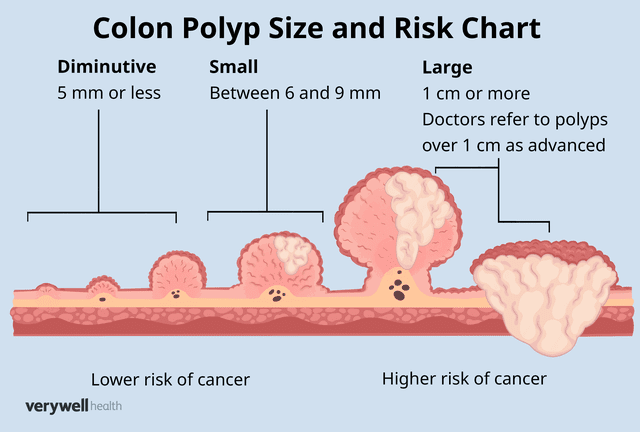 Colon Polyp Size and Risk Chart
Diminutive
5 mm or less
Small
Between 6 and 9 mm
Large
1 cm or more
Doctors refer to polyps
over 1 cm as advanced
Lower risk of cancer
Higher risk of cancer
verywell health